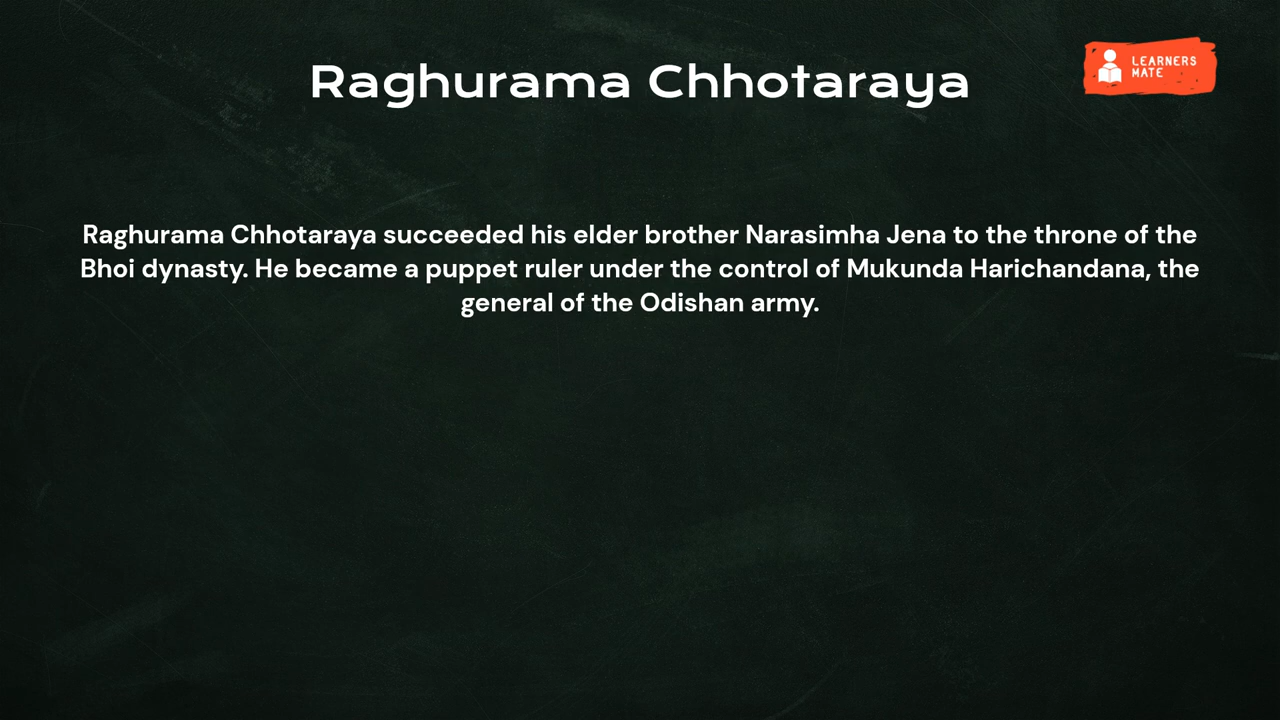 Raghurama Chhotaraya
LEARNERS
MATE
Raghurama Chhotaraya succeeded his elder brother Narasimha Jena to the throne of the
Bhoi dynasty. He became a puppet ruler under the control of Mukunda Harichandana, the
general of the Odishan army.